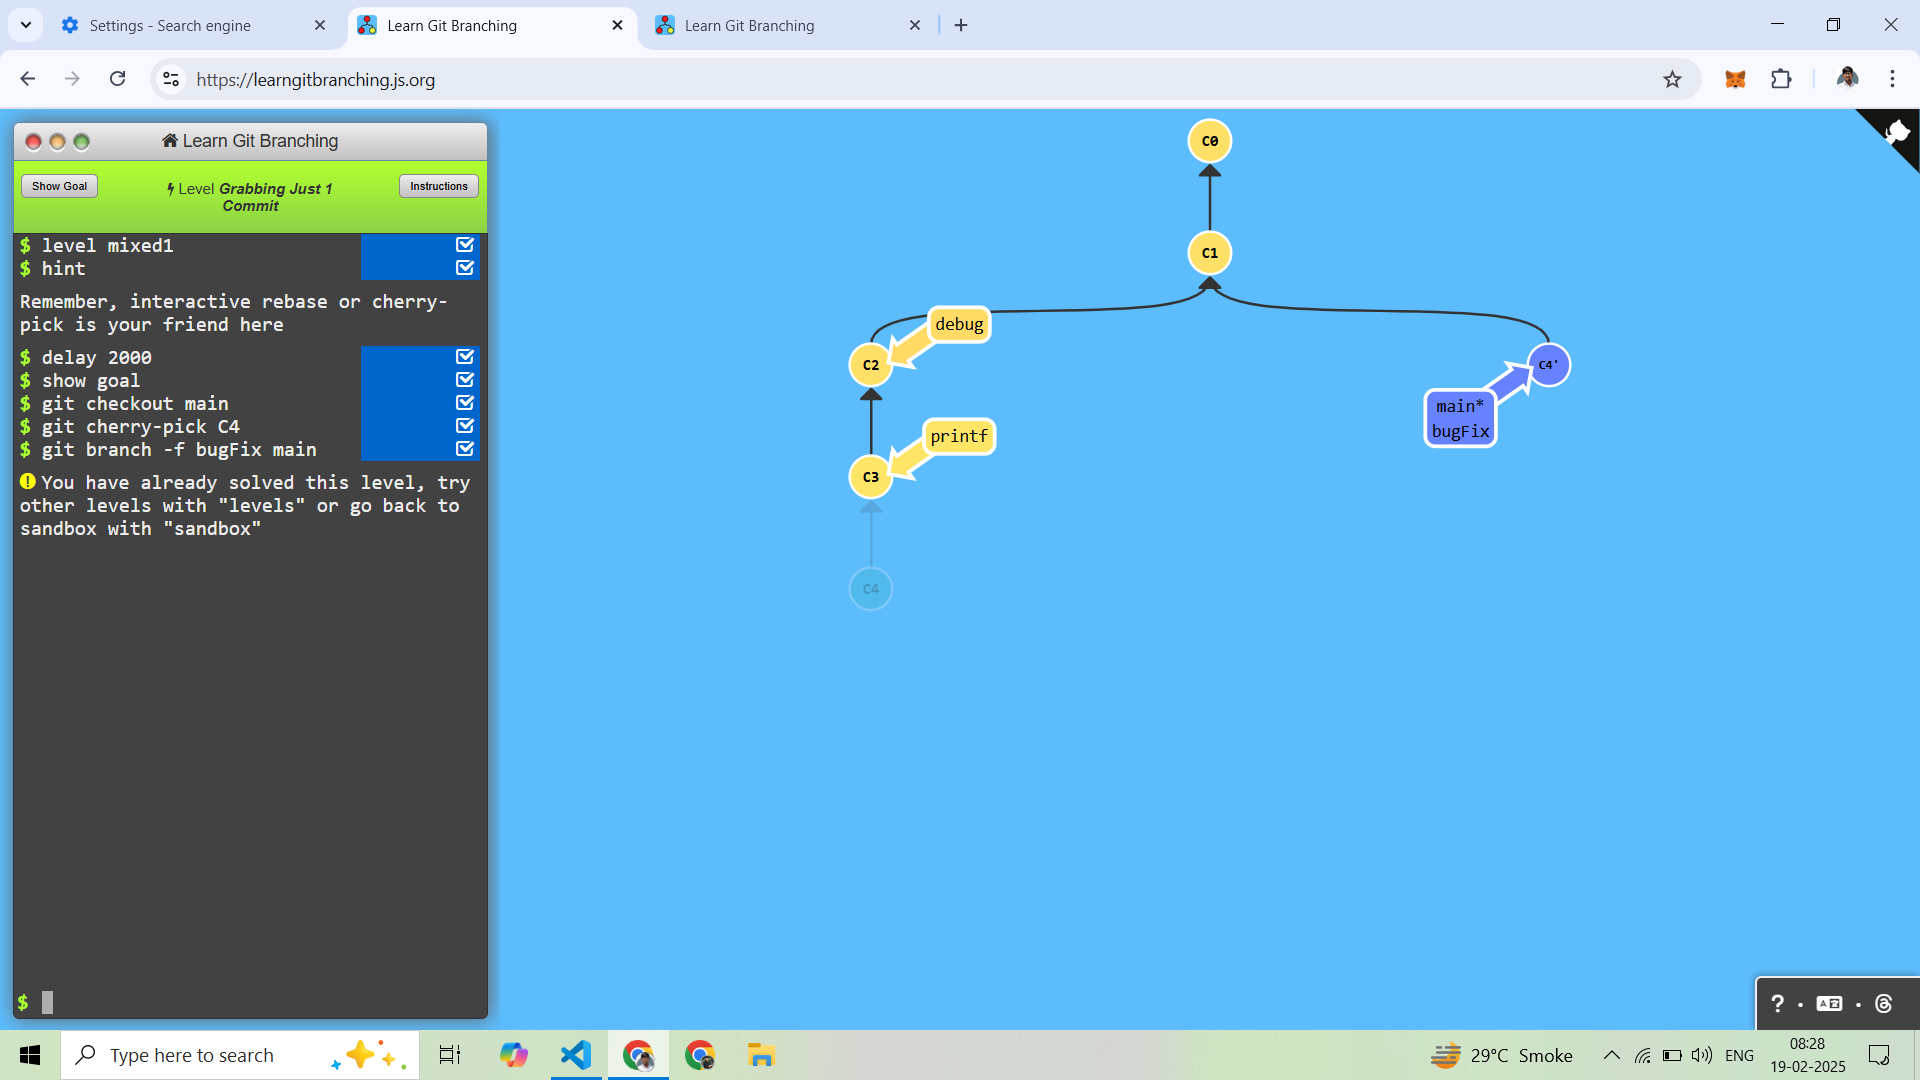 Settings - Search engine
Learn Git Branching
Learn Git Branching
https://learngitbranching.js.org
Learn Git Branching
Show Goal
Level Grabbing Just 1
Commit
Instructions
$ level mixed1
$ hint
Remember, interactive rebase or cherry-
pick is your friend here
$ delay 2000
$ show goal
$ git checkout main
$ git cherry-pick C4
$ git branch -f bugFix main
You have already solved this level, try
other levels with "levels" or go back to
sandbox with "sandbox"
$
C0
C1
debug
C2
C4'
main*
bugFix
printf
C3
C4
?
Type here to search
29°C Smoke
ENG
08:28
19-02-2025